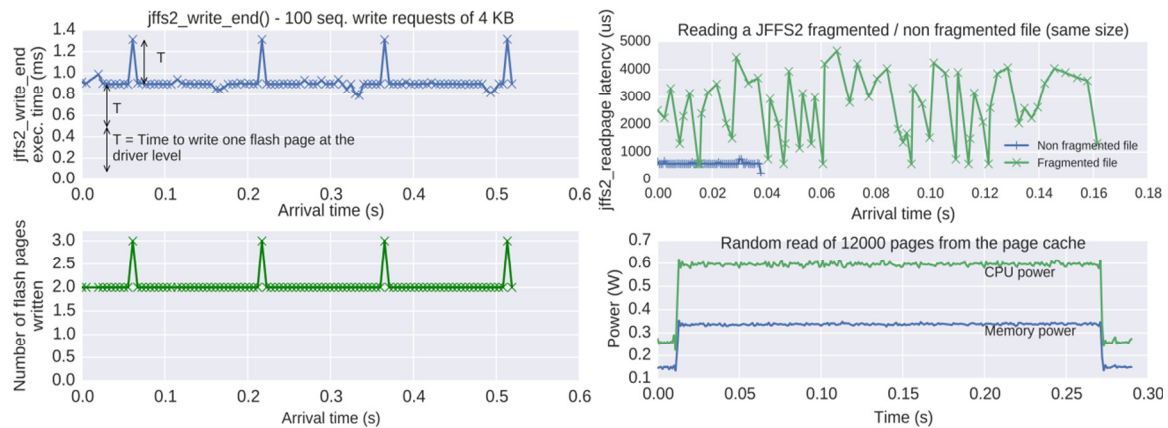 jffs2_write_end() - 100 seq. write requests of 4 KB
jffs2_write_end
exec. time (ms)
1.4
1.2
1.0
0.8
0.6
0.4
0.2
0.0
T
T
T = Time to write one flash page at the
driver level
0.0 0.1 0.2 0.3 0.4 0.5 0.6
Arrival time (s)
Number of flash pages
written
3.0
2.5
2.0
1.5
1.0
0.5
0.0
0.0 0.1 0.2 0.3 0.4 0.5 0.6
Arrival time (s)
Reading a JFFS2 fragmented / non fragmented file (same size)
jffs2_readpage latency (us)
5000
4000
3000
2000
1000
0
Non fragmented file
Fragmented file
0.00 0.02 0.04 0.06 0.08 0.10 0.12 0.14 0.16 0.18
Arrival time (s)
Random read of 12000 pages from the page cache
Power (W)
0.7
0.6
0.5
0.4
0.3
0.2
0.1
CPU power
Memory power
0.00 0.05 0.10 0.15 0.20 0.25 0.30
Time (s)